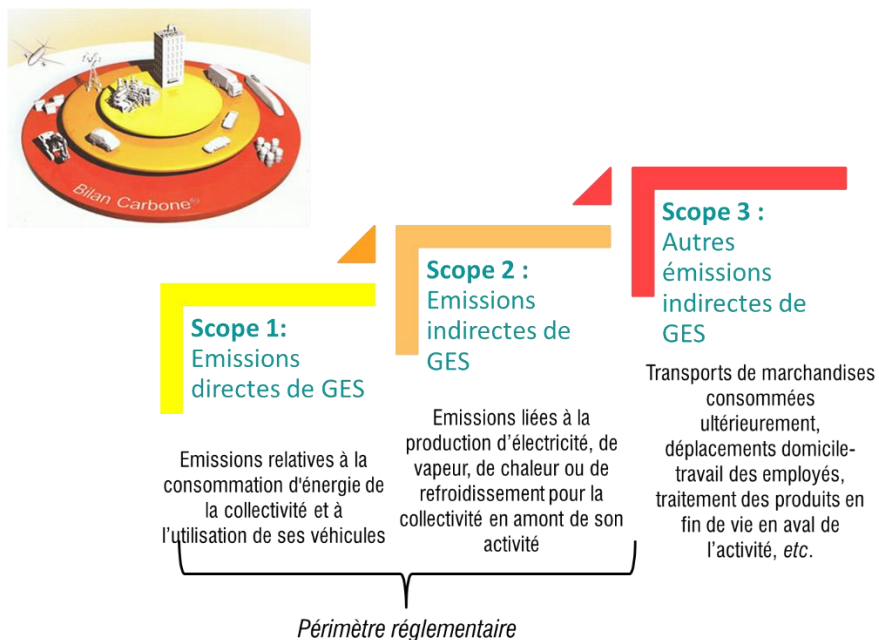 Bilan Carbone®
Scope 1:
Emissions
directes de GES
Emissions relatives à la
consommation d'énergie de
la collectivité et à
l'utilisation de ses véhicules
Scope 2 :
Emissions
indirectes de
GES
Emissions liées à la
production d'électricité, de
vapeur, de chaleur ou de
refroidissement pour la
collectivité en amont de son
activité
Scope 3 :
Autres
émissions
indirectes de
GES
Transports de marchandises
consommées
ultérieurement,
déplacements domicile-
travail des employés,
traitement des produits en
fin de vie en aval de
l'activité, etc.
Périmètre réglementaire